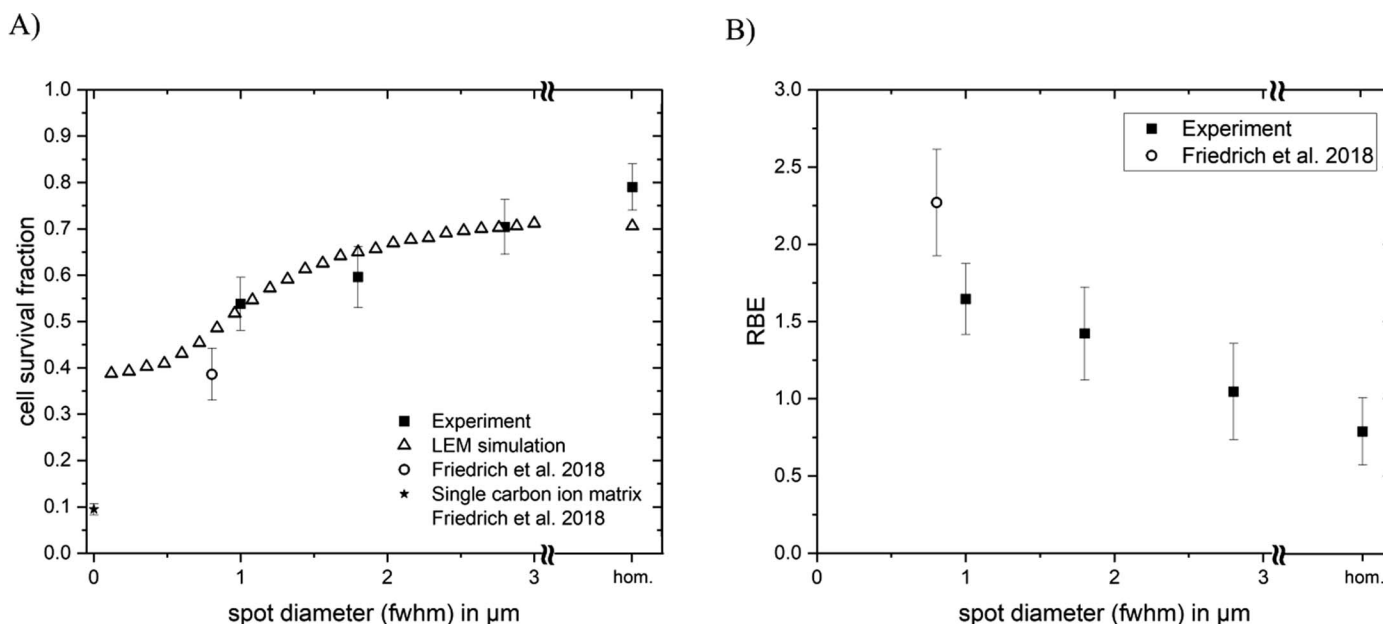 A)
1.0
0.9
0.8
0.7
0.6
0.5
0.4
0.3
0.2
0.1
0.0
cell survival fraction
Experiment
LEM simulation
Friedrich et al. 2018
Single carbon ion matrix
Friedrich et al. 2018
0 1 2 3 hom.
spot diameter (fwhm) in µm
B)
3.0
2.5
2.0
1.5
1.0
0.5
0.0
RBE
Experiment
Friedrich et al. 2018
0 1 2 3 hom.
spot diameter (fwhm) in µm